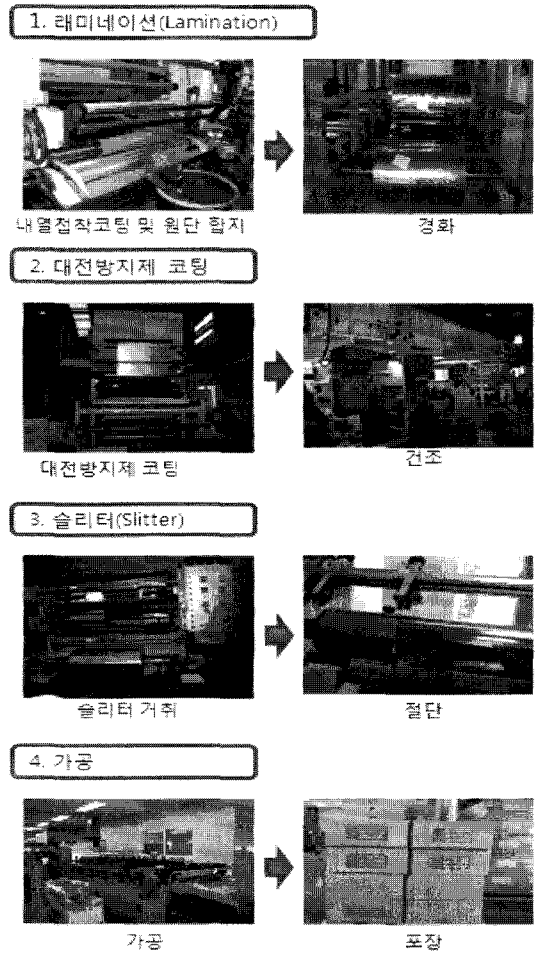 1. 래미네이션(Lamination)
내열접착코팅 및 원단 합지
경화
2. 대전방지제 코팅
대전방지제 코팅
건조
3. 슬리터(Slitter)
슬리터 거취
절단
4. 가공
가공
포장